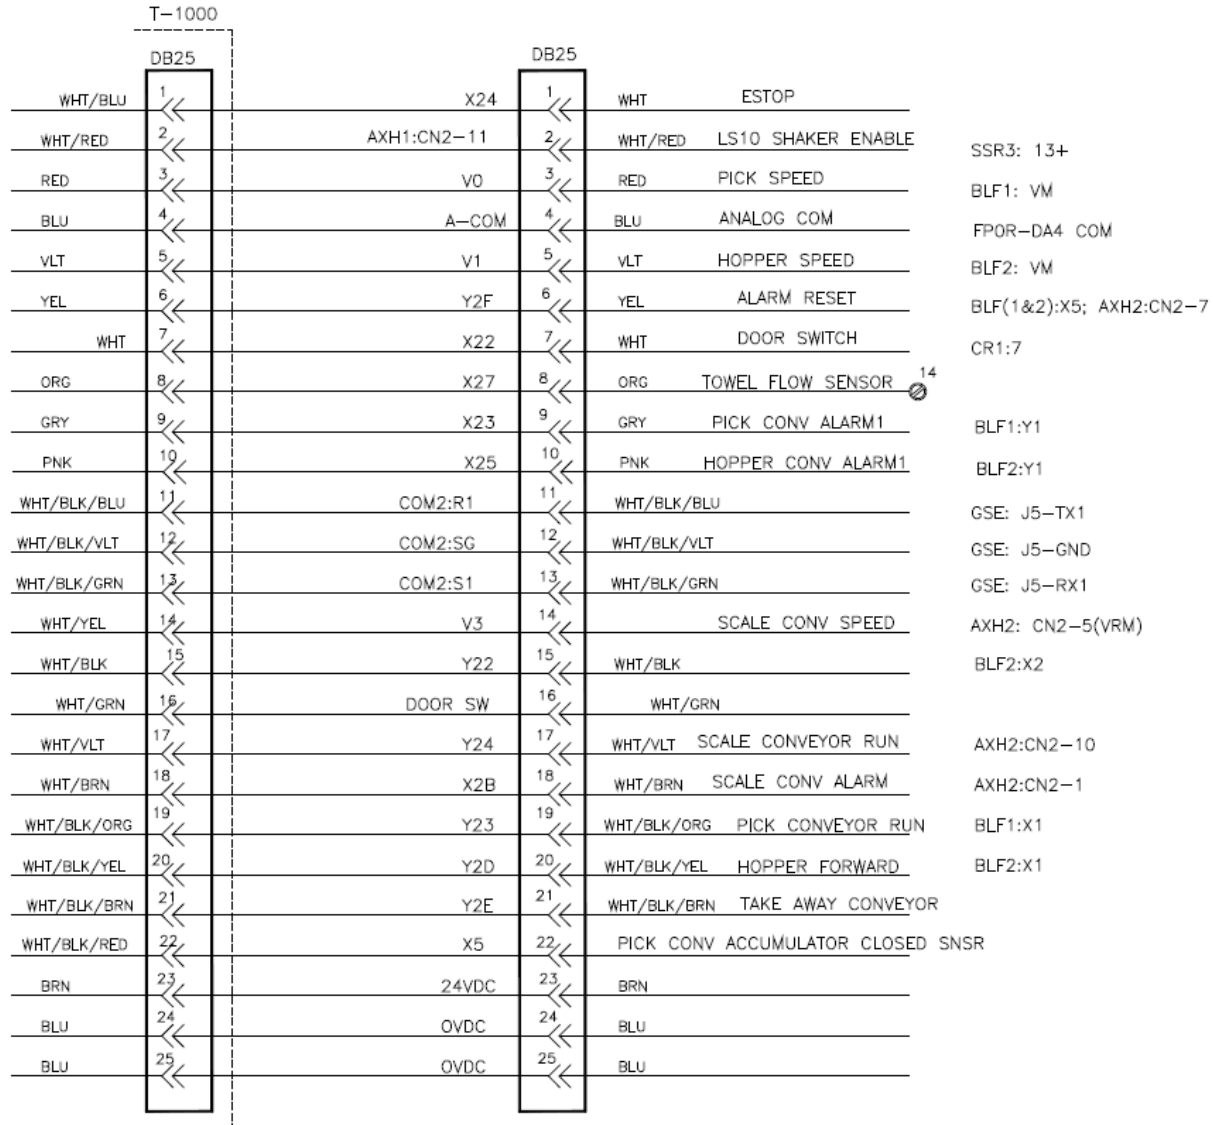 T-1000
DB25 DB25
WHT/BLU 1 X24 1 WHT ESTOP
WHT/RED 2 AXH1:CN2-11 2 WHT/RED LS10 SHAKER ENABLE SSR3: 13+
RED 3 V0 3 RED PICK SPEED BLF1: VM
BLU 4 A-COM 4 BLU ANALOG COM FP0R-DA4 COM
VLT 5 V1 5 VLT HOPPER SPEED BLF2: VM
YEL 6 Y2F 6 YEL ALARM RESET BLF(1&2):X5; AXH2:CN2-7
WHT 7 X22 7 WHT DOOR SWITCH CR1:7
ORG 8 X27 8 ORG TOWEL FLOW SENSOR 14
GRY 9 X23 9 GRY PICK CONV ALARM1 BLF1:Y1
PNK 10 X25 10 PNK HOPPER CONV ALARM1 BLF2:Y1
WHT/BLK/BLU 11 COM2:R1 11 WHT/BLK/BLU GSE: J5-TX1
WHT/BLK/VLT 12 COM2:SG 12 WHT/BLK/VLT GSE: J5-GND
WHT/BLK/GRN 13 COM2:S1 13 WHT/BLK/GRN GSE: J5-RX1
WHT/YEL 14 V3 14 SCALE CONV SPEED AXH2: CN2-5(VRM)
WHT/BLK 15 Y22 15 WHT/BLK BLF2:X2
WHT/GRN 16 DOOR SW 16 WHT/GRN
WHT/VLT 17 Y24 17 WHT/VLT SCALE CONVEYOR RUN AXH2:CN2-10
WHT/BRN 18 X2B 18 WHT/BRN SCALE CONV ALARM AXH2:CN2-1
WHT/BLK/ORG 19 Y23 19 WHT/BLK/ORG PICK CONVEYOR RUN BLF1:X1
WHT/BLK/YEL 20 Y2D 20 WHT/BLK/YEL HOPPER FORWARD BLF2:X1
WHT/BLK/BRN 21 Y2E 21 WHT/BLK/BRN TAKE AWAY CONVEYOR
WHT/BLK/RED 22 X5 22 PICK CONV ACCUMULATOR CLOSED SNSR
BRN 23 24VDC 23 BRN
BLU 24 0VDC 24 BLU
BLU 25 0VDC 25 BLU